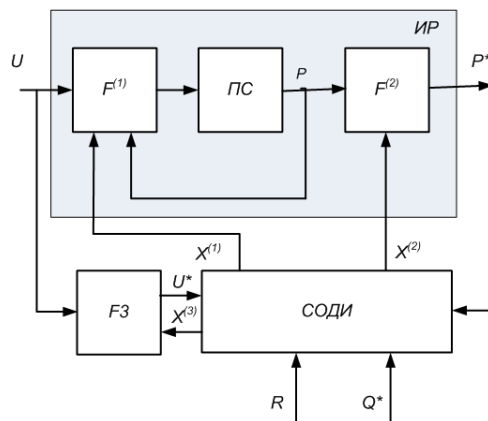 ИР
U
P*
F(1)
ПС
P
F(2)
X(1)
X(2)
F3
U*
X(3)
СОДИ
R
Q*